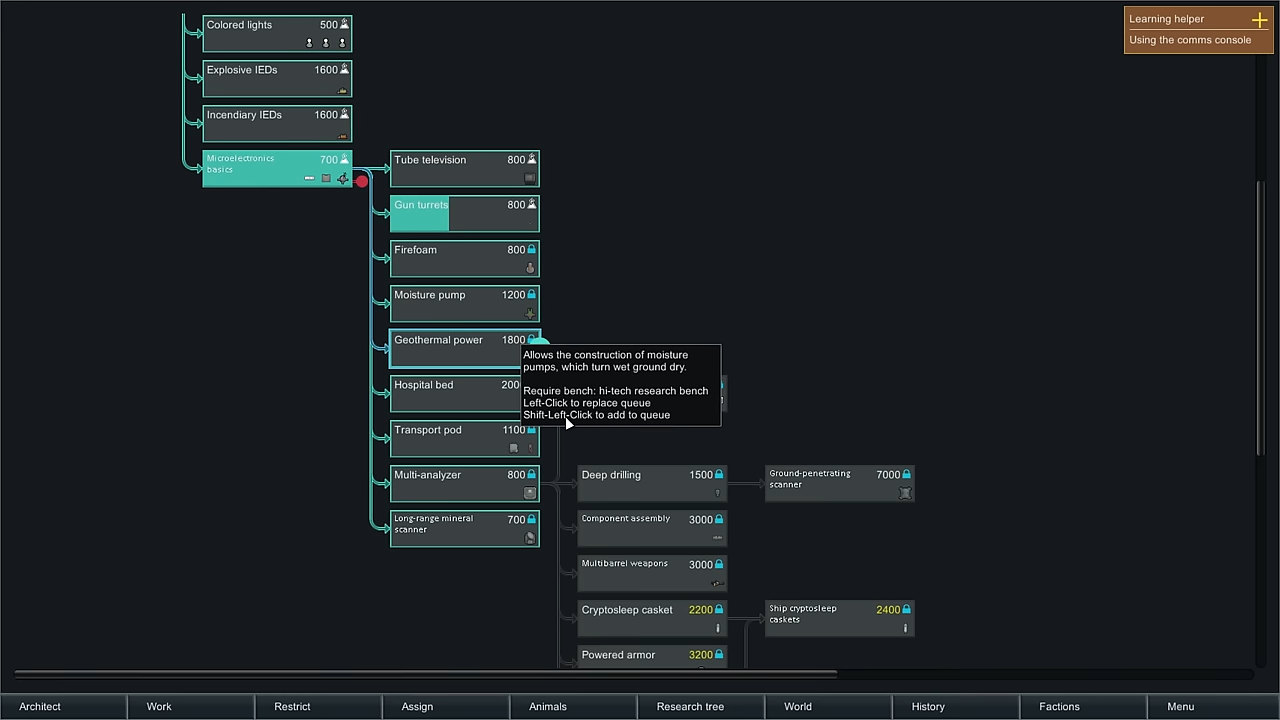 Colored lights 500
Learning helper
Using the comms console
Explosive IEDs 1600
Incendiary IEDs 1600
Microelectronics 700
basics
Tube television 800
Gun turrets 800
Firefoam 800
Moisture pump 1200
Geothermal power 1800
Allows the construction of moisture
pumps, which turn wet ground dry.
Require bench: hi-tech research bench
Left-Click to replace queue
Shift-Left-Click to add to queue
Hospital bed 200
Transport pod 1100
Multi-analyzer 800
Deep drilling 1500
Ground-penetrating 7000
scanner
Long-range mineral 700
scanner
Component assembly 3000
Multibarrel weapons 3000
Cryptosleep casket 2200
Ship cryptosleep 2400
caskets
Powered armor 3200
Architect Work Restrict Assign Animals Research tree World History Factions Menu